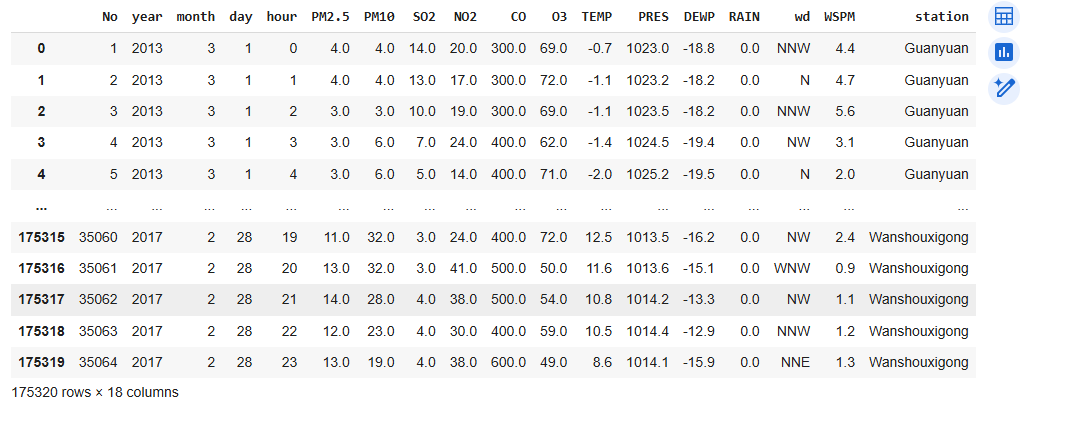 No year month day hour PM2.5 PM10 SO2 NO2 CO O3 TEMP PRES DEWP RAIN wd WSPM station
0 1 2013 3 1 0 4.0 4.0 14.0 20.0 300.0 69.0 -0.7 1023.0 -18.8 0.0 NNW 4.4 Guanyuan
1 2 2013 3 1 1 4.0 4.0 13.0 17.0 300.0 72.0 -1.1 1023.2 -18.2 0.0 N 4.7 Guanyuan
2 3 2013 3 1 2 3.0 3.0 10.0 19.0 300.0 69.0 -1.1 1023.5 -18.2 0.0 NNW 5.6 Guanyuan
3 4 2013 3 1 3 3.0 6.0 7.0 24.0 400.0 62.0 -1.4 1024.5 -19.4 0.0 NW 3.1 Guanyuan
4 5 2013 3 1 4 3.0 6.0 5.0 14.0 400.0 71.0 -2.0 1025.2 -19.5 0.0 N 2.0 Guanyuan
... ... ... ... ... ... ... ... ... ... ... ... ... ... ... ... ... ... ...
175315 35060 2017 2 28 19 11.0 32.0 3.0 24.0 400.0 72.0 12.5 1013.5 -16.2 0.0 NW 2.4 Wanshouxigong
175316 35061 2017 2 28 20 13.0 32.0 3.0 41.0 500.0 50.0 11.6 1013.6 -15.1 0.0 WNW 0.9 Wanshouxigong
175317 35062 2017 2 28 21 14.0 28.0 4.0 38.0 500.0 54.0 10.8 1014.2 -13.3 0.0 NW 1.1 Wanshouxigong
175318 35063 2017 2 28 22 12.0 23.0 4.0 30.0 400.0 59.0 10.5 1014.4 -12.9 0.0 NNW 1.2 Wanshouxigong
175319 35064 2017 2 28 23 13.0 19.0 4.0 38.0 600.0 49.0 8.6 1014.1 -15.9 0.0 NNE 1.3 Wanshouxigong
175320 rows × 18 columns